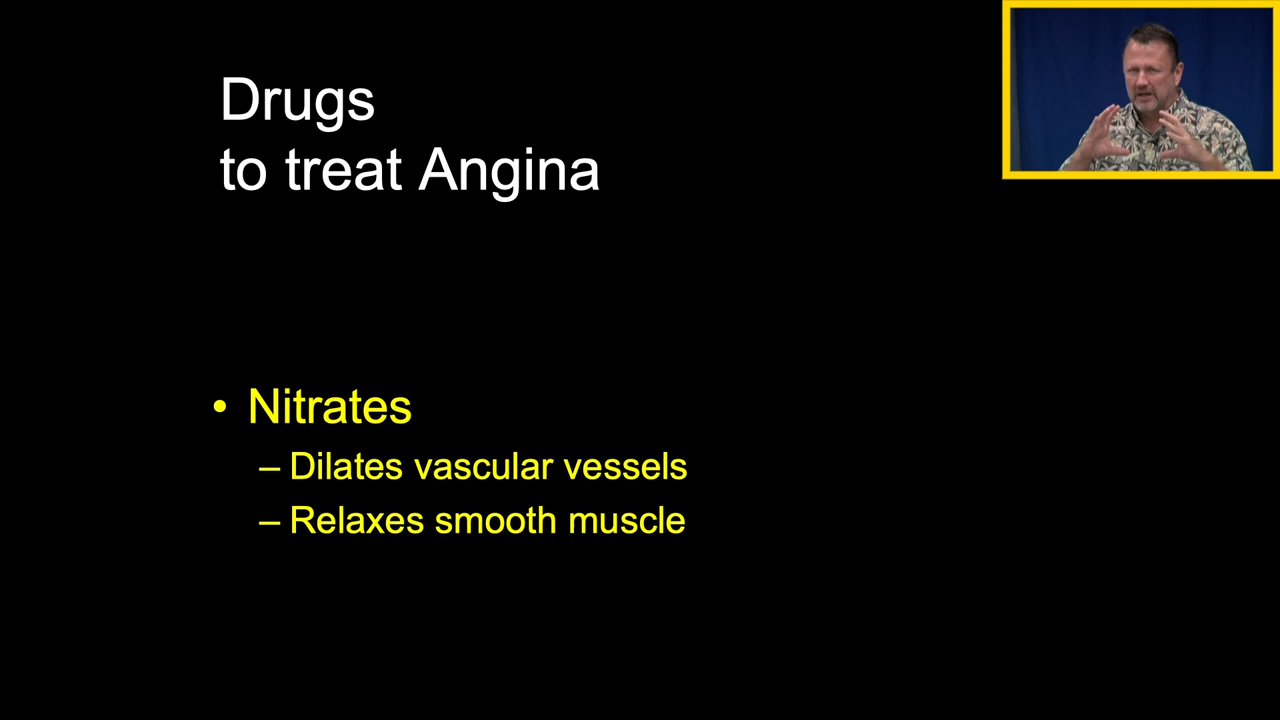 Drugs
to treat Angina
• Nitrates
– Dilates vascular vessels
– Relaxes smooth muscle